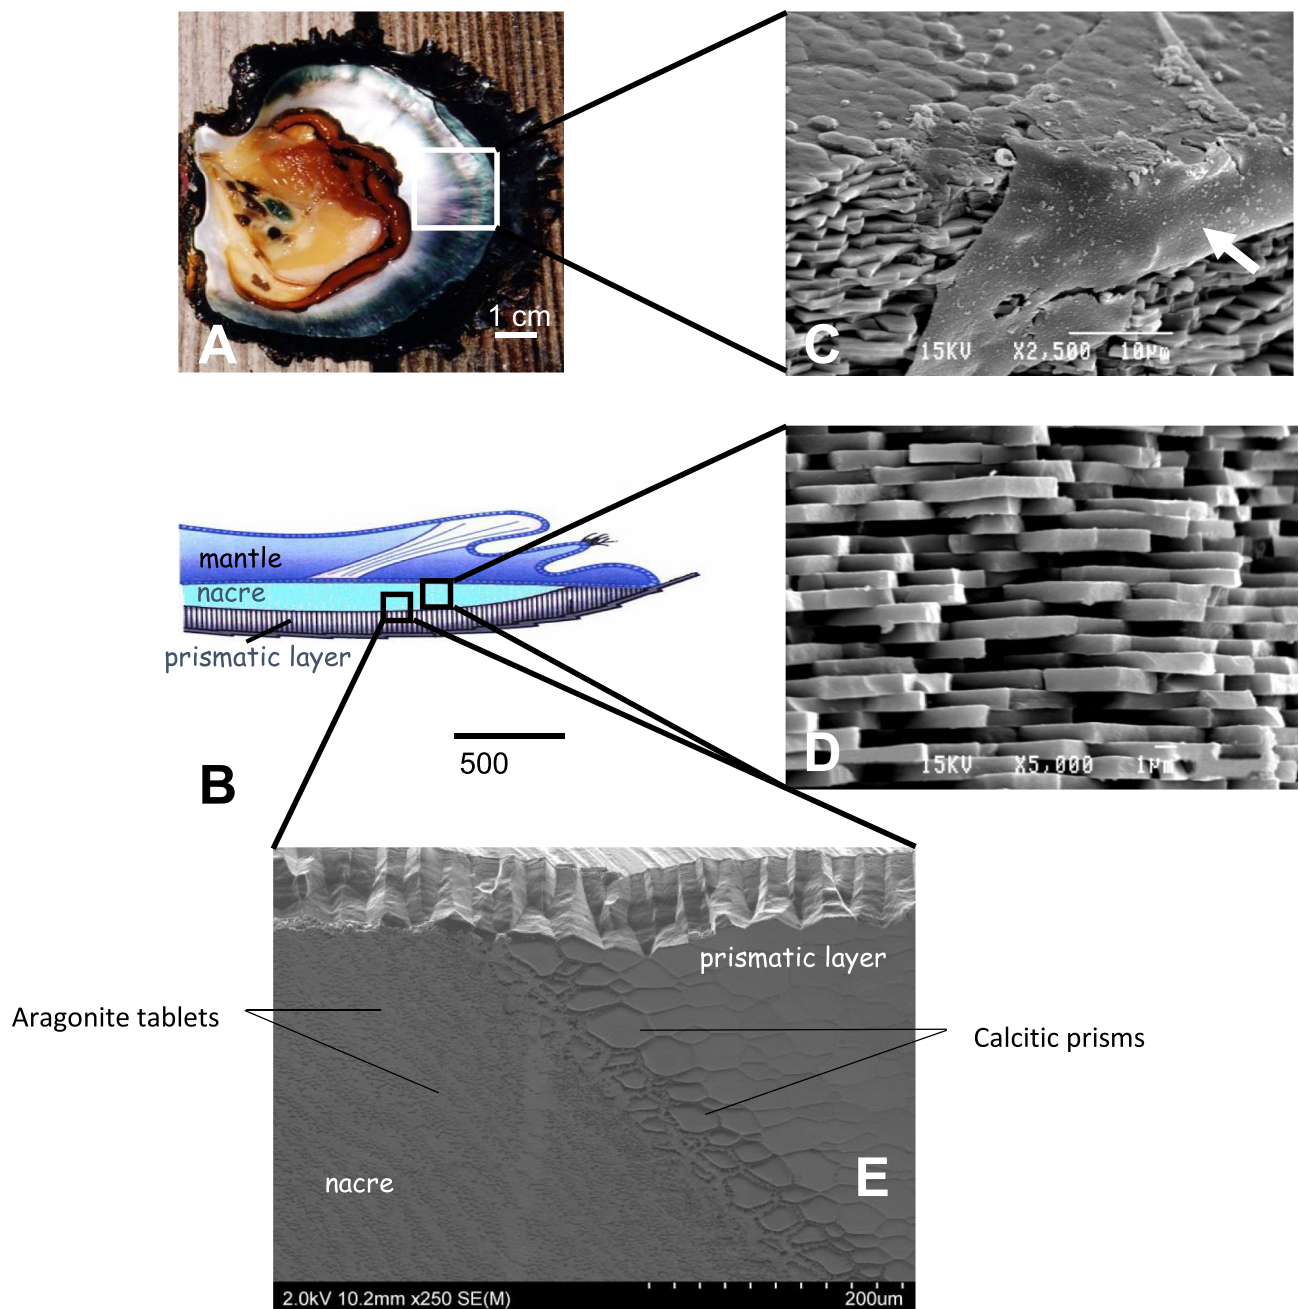 A
1 cm
C
15KV X2,500 10µm
mantle
nacre
prismatic layer
B
500
D
15KV X5,000 1µm
prismatic layer
Aragonite tablets
Calcitic prisms
nacre
E
2.0kV 10.2mm x250 SE(M) 200um